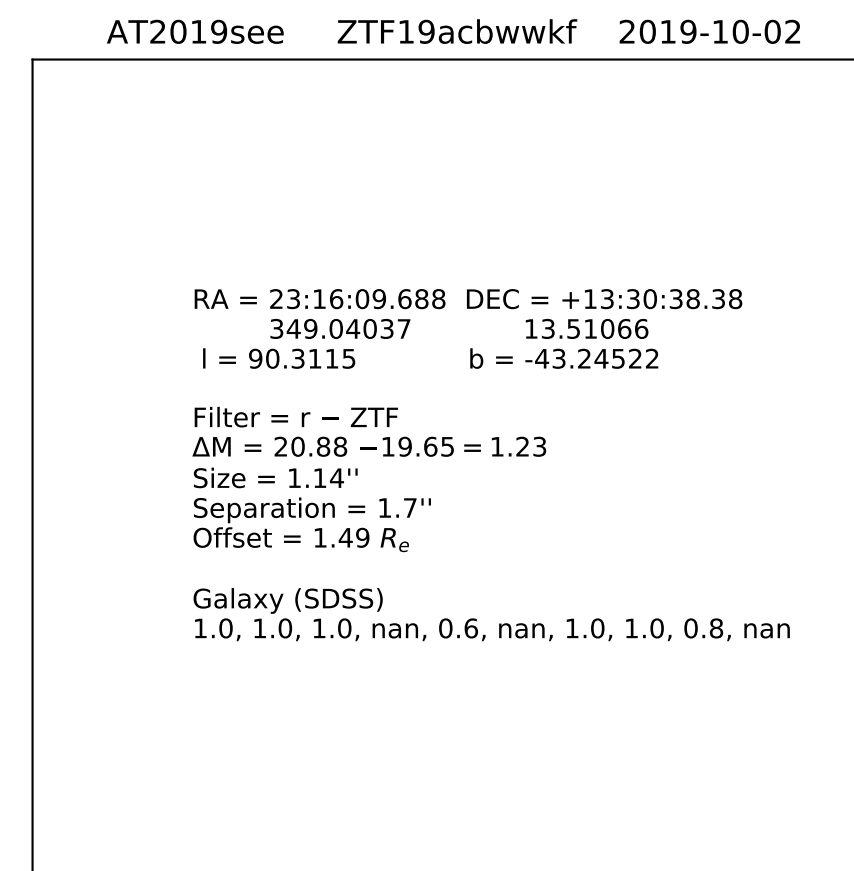 AT2019see ZTF19acbwwkf 2019-10-02
RA = 23:16:09.688 DEC = +13:30:38.38
349.04037 13.51066
l = 90.3115 b = -43.24522
Filter = r − ZTF
ΔM = 20.88 −19.65 = 1.23
Size = 1.14''
Separation = 1.7''
Offset = 1.49 Rₑ
Galaxy (SDSS)
1.0, 1.0, 1.0, nan, 0.6, nan, 1.0, 1.0, 0.8, nan